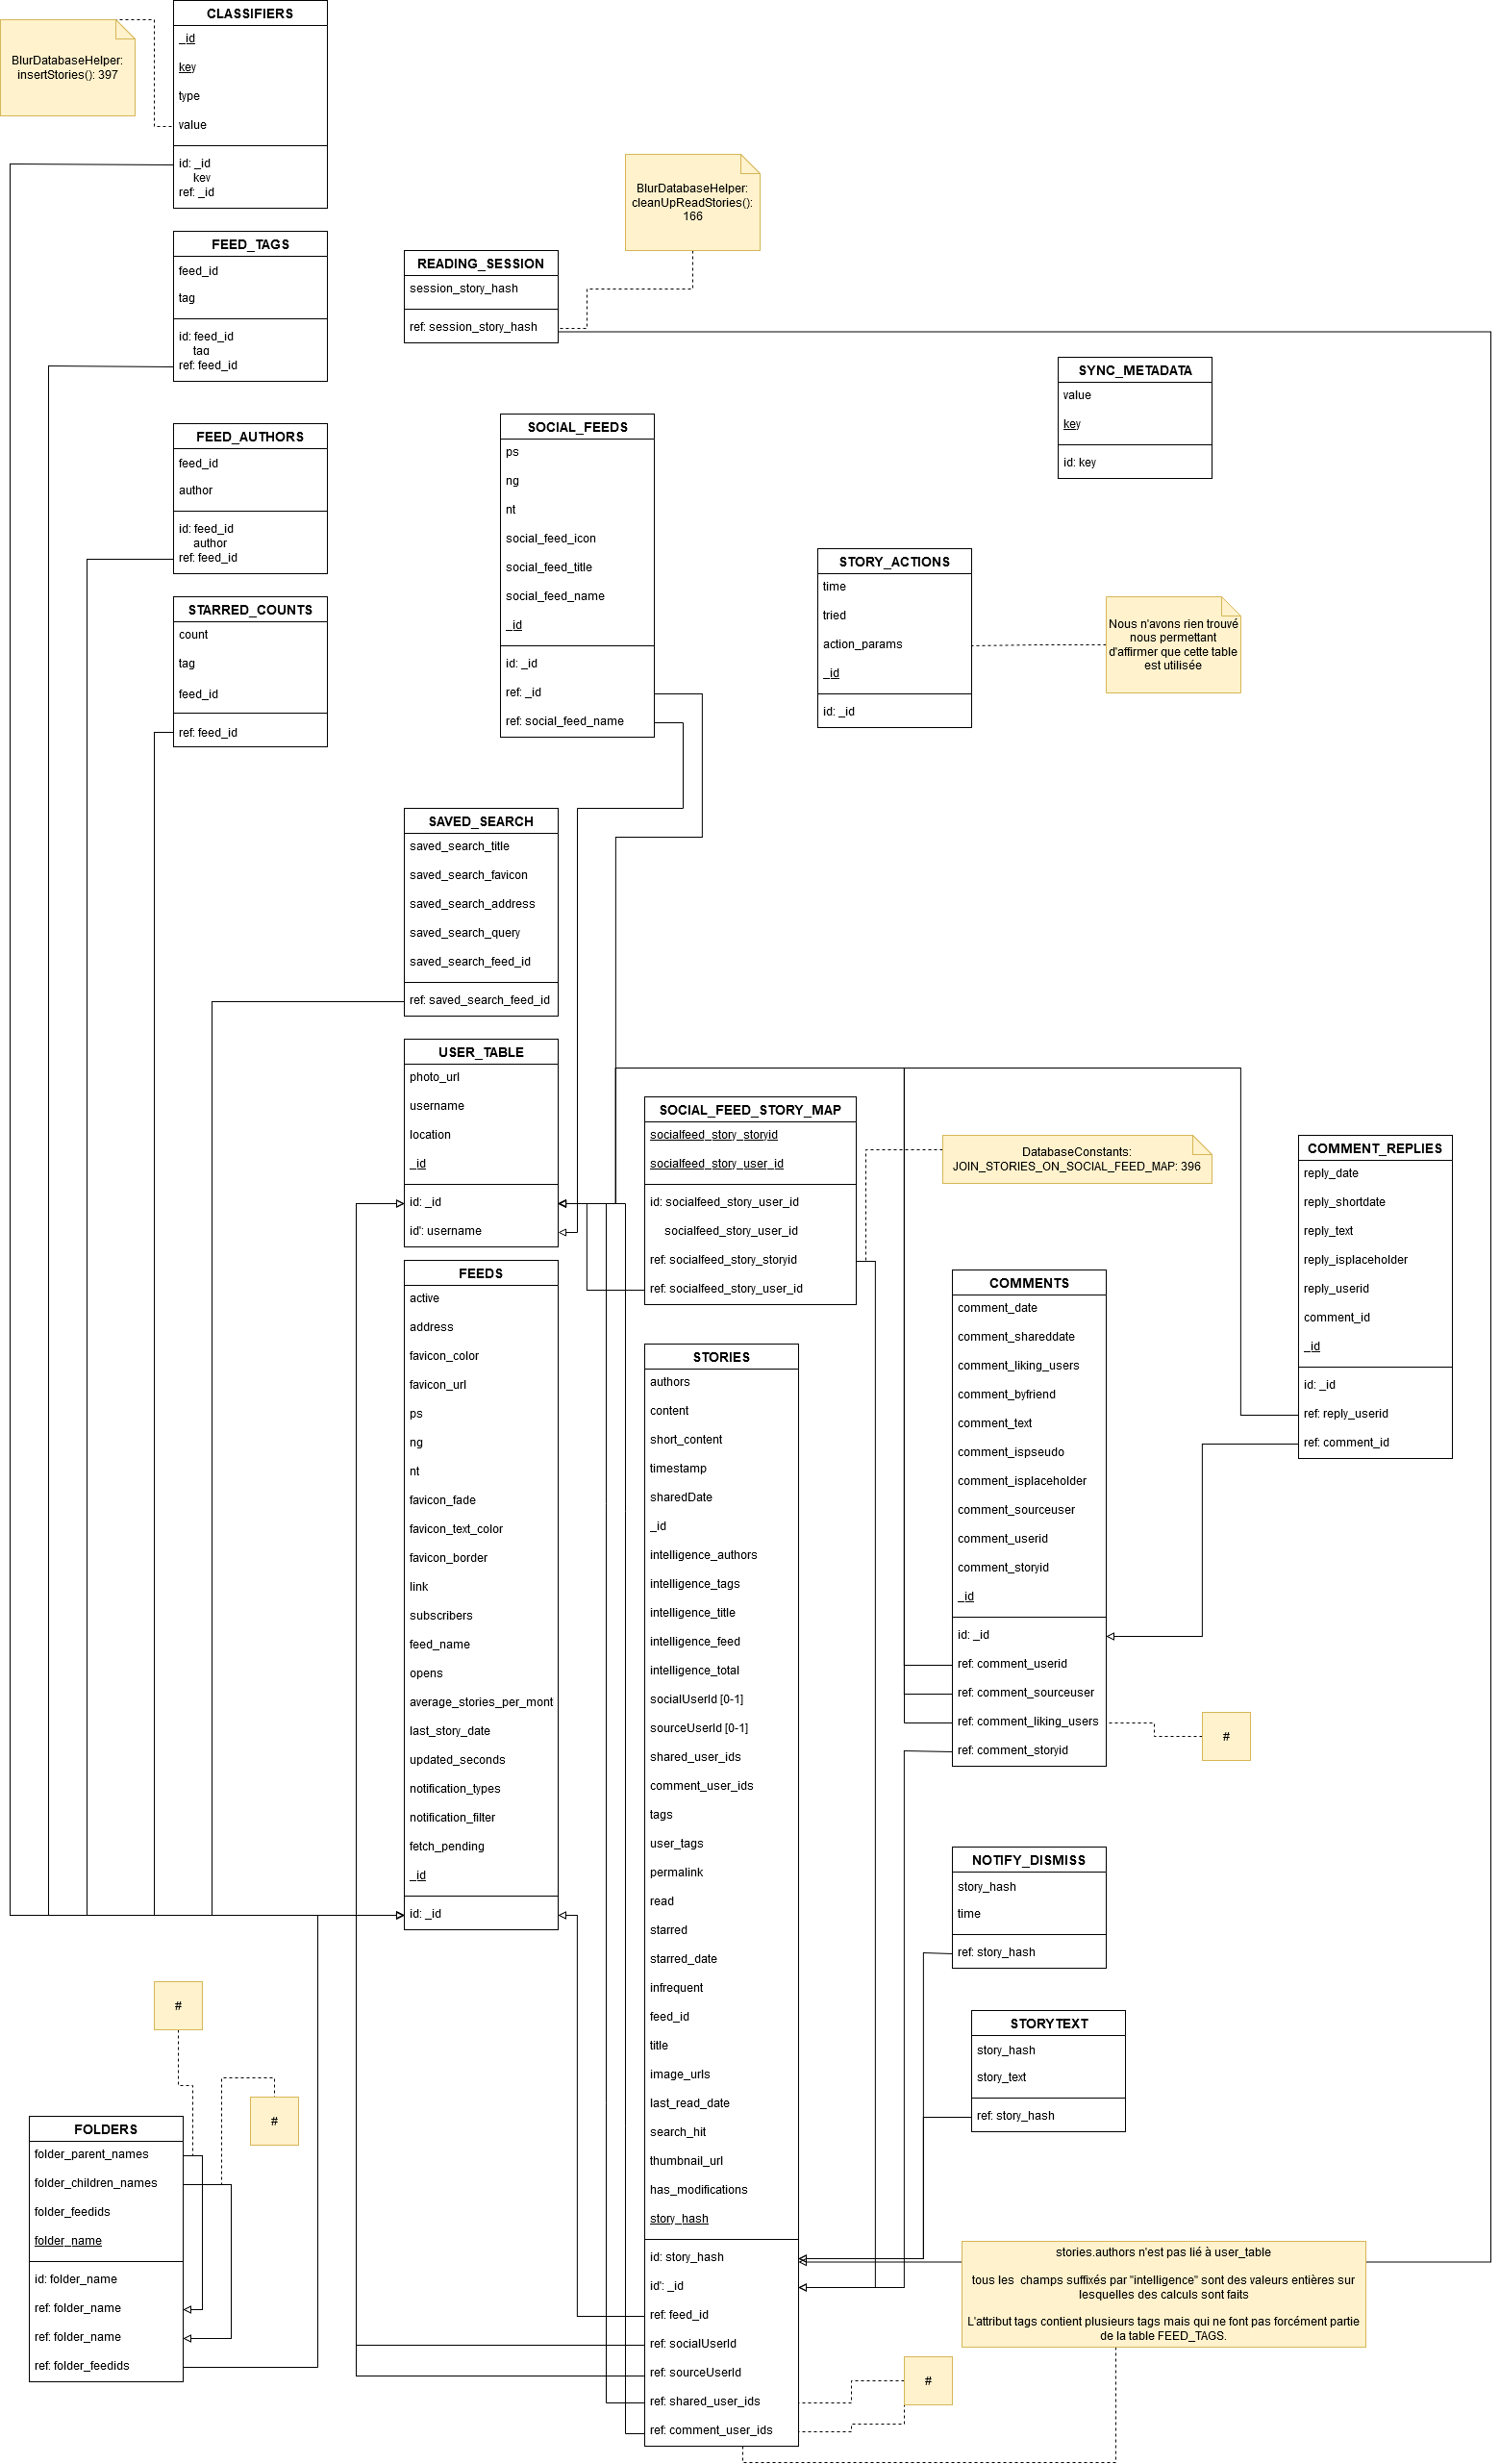 CLASSIFIERS
_id
key
type
value
id: _id
key
ref: _id
BlurDatabaseHelper:
insertStories(): 397
FEED_TAGS
feed_id
tag
id: feed_id
tag
ref: feed_id
READING_SESSION
session_story_hash
ref: session_story_hash
BlurDatabaseHelper:
cleanUpReadStories():
166
SYNC_METADATA
value
key
id: key
FEED_AUTHORS
feed_id
author
id: feed_id
author
ref: feed_id
SOCIAL_FEEDS
ps
ng
nt
social_feed_icon
social_feed_title
social_feed_name
_id
id: _id
ref: _id
ref: social_feed_name
STORY_ACTIONS
time
tried
action_params
_id
id: _id
Nous n'avons rien trouvé
nous permettant
d'affirmer que cette table
est utilisée
STARRED_COUNTS
count
tag
feed_id
ref: feed_id
SAVED_SEARCH
saved_search_title
saved_search_favicon
saved_search_address
saved_search_query
saved_search_feed_id
ref: saved_search_feed_id
USER_TABLE
photo_url
username
location
_id
id: _id
id': username
SOCIAL_FEED_STORY_MAP
socialfeed_story_storyid
socialfeed_story_user_id
id: socialfeed_story_user_id
socialfeed_story_user_id
ref: socialfeed_story_storyid
ref: socialfeed_story_user_id
DatabaseConstants:
JOIN_STORIES_ON_SOCIAL_FEED_MAP: 396
COMMENT_REPLIES
reply_date
reply_shortdate
reply_text
reply_isplaceholder
reply_userid
comment_id
_id
id: _id
ref: reply_userid
ref: comment_id
FEEDS
active
address
favicon_color
favicon_url
ps
ng
nt
favicon_fade
favicon_text_color
favicon_border
link
subscribers
feed_name
opens
average_stories_per_mont
last_story_date
updated_seconds
notification_types
notification_filter
fetch_pending
_id
id: _id
COMMENTS
comment_date
comment_shareddate
comment_liking_users
comment_byfriend
comment_text
comment_ispseudo
comment_isplaceholder
comment_sourceuser
comment_userid
comment_storyid
_id
id: _id
ref: comment_userid
ref: comment_sourceuser
ref: comment_liking_users
ref: comment_storyid
#
STORIES
authors
content
short_content
timestamp
sharedDate
_id
intelligence_authors
intelligence_tags
intelligence_title
intelligence_feed
intelligence_total
socialUserId [0-1]
sourceUserId [0-1]
shared_user_ids
comment_user_ids
tags
user_tags
permalink
read
starred
starred_date
infrequent
feed_id
title
image_urls
last_read_date
search_hit
thumbnail_url
has_modifications
story_hash
id: story_hash
id': _id
ref: feed_id
ref: socialUserId
ref: sourceUserId
ref: shared_user_ids
ref: comment_user_ids
NOTIFY_DISMISS
story_hash
time
ref: story_hash
STORYTEXT
story_hash
story_text
ref: story_hash
#
#
FOLDERS
folder_parent_names
folder_children_names
folder_feedids
folder_name
id: folder_name
ref: folder_name
ref: folder_name
ref: folder_feedids
stories.authors n'est pas lié à user_table
tous les champs suffixés par "intelligence" sont des valeurs entières sur
lesquelles des calculs sont faits
L'attribut tags contient plusieurs tags mais qui ne font pas forcément partie
de la table FEED_TAGS.
#